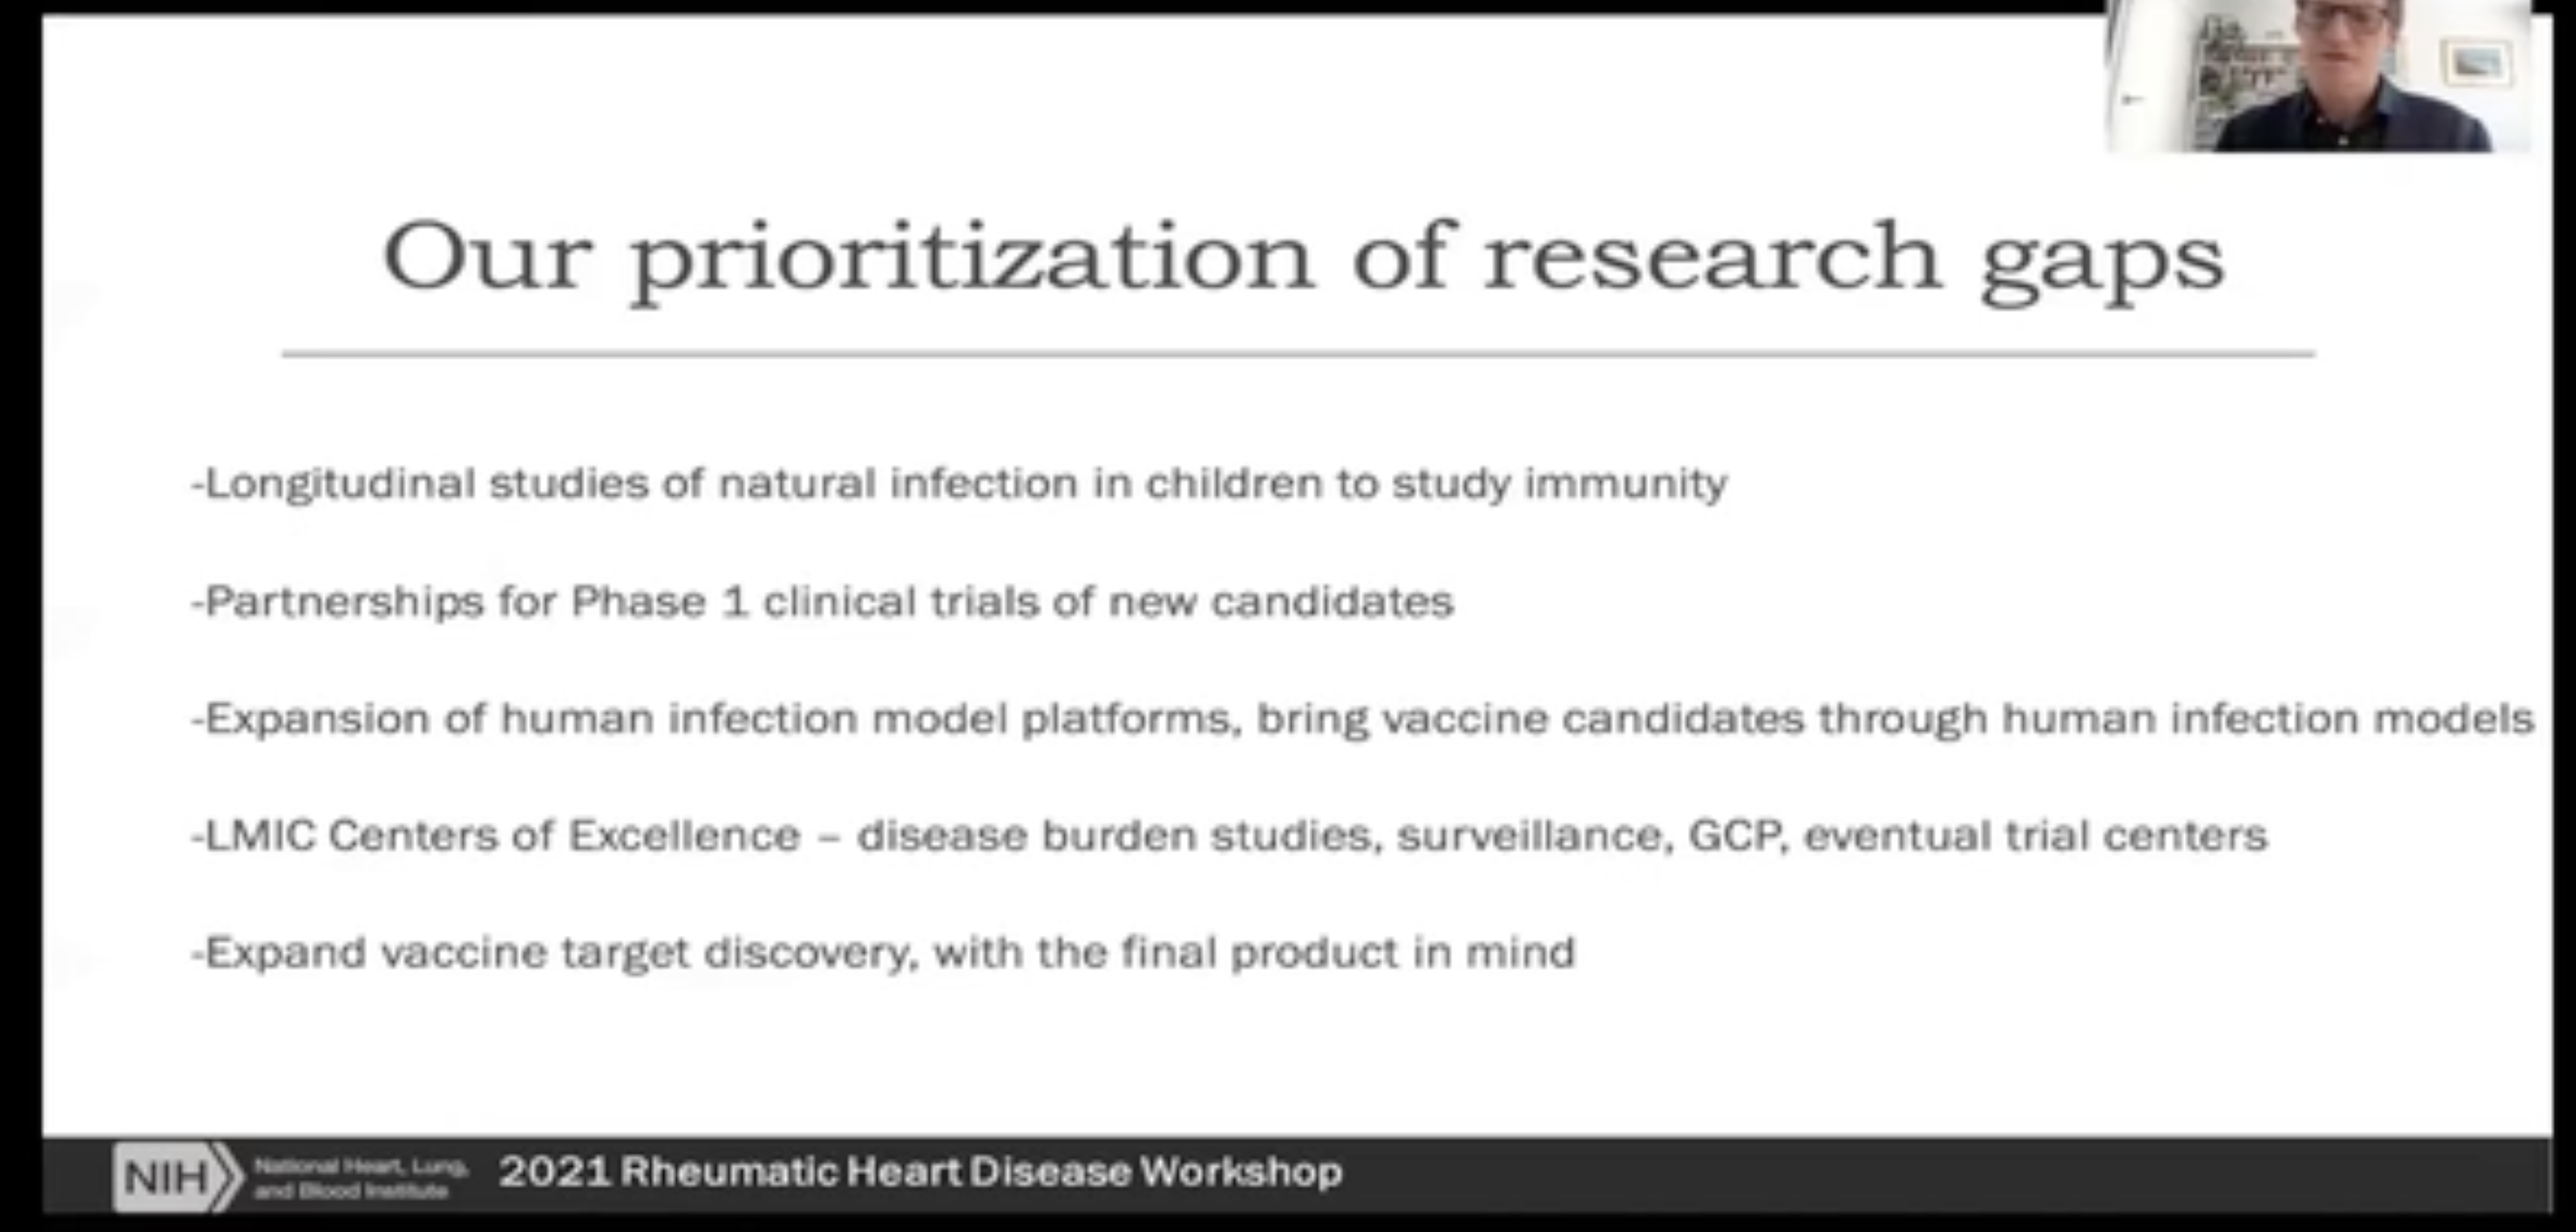 Our prioritization of research gaps
-Longitudinal studies of natural infection in children to study immunity
-Partnerships for Phase 1 clinical trials of new candidates
-Expansion of human infection model platforms, bring vaccine candidates through human infection models
-LMIC Centers of Excellence – disease burden studies, surveillance, GCP, eventual trial centers
-Expand vaccine target discovery, with the final product in mind
NIH
National Heart, Lung,
and Blood Institute
2021 Rheumatic Heart Disease Workshop